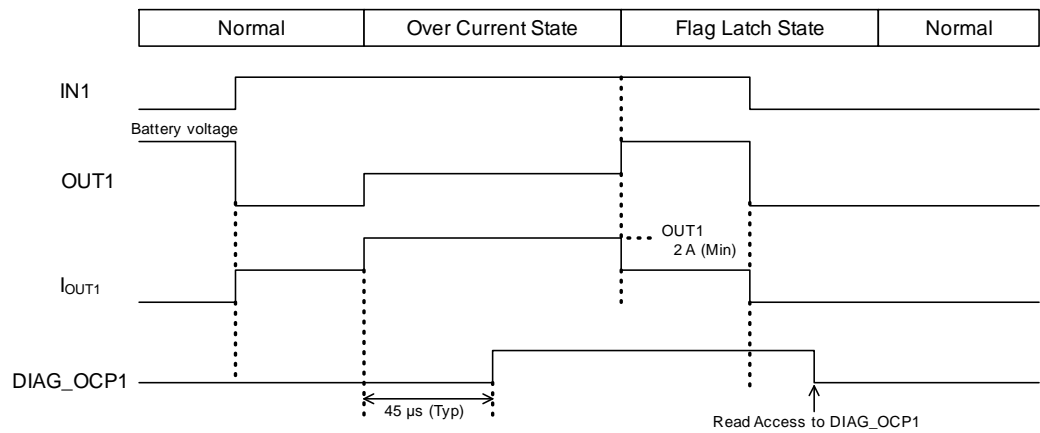 Normal Over Current State Flag Latch State Normal
IN1
Battery voltage
OUT1
OUT1
2 A (Min)
IOUT1
DIAG_OCP1
45 µs (Typ)
Read Access to DIAG_OCP1